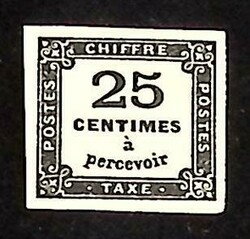 CHIFFRE
POSTES
25
CENTIMES
à
percevoir
POSTES
TAXE